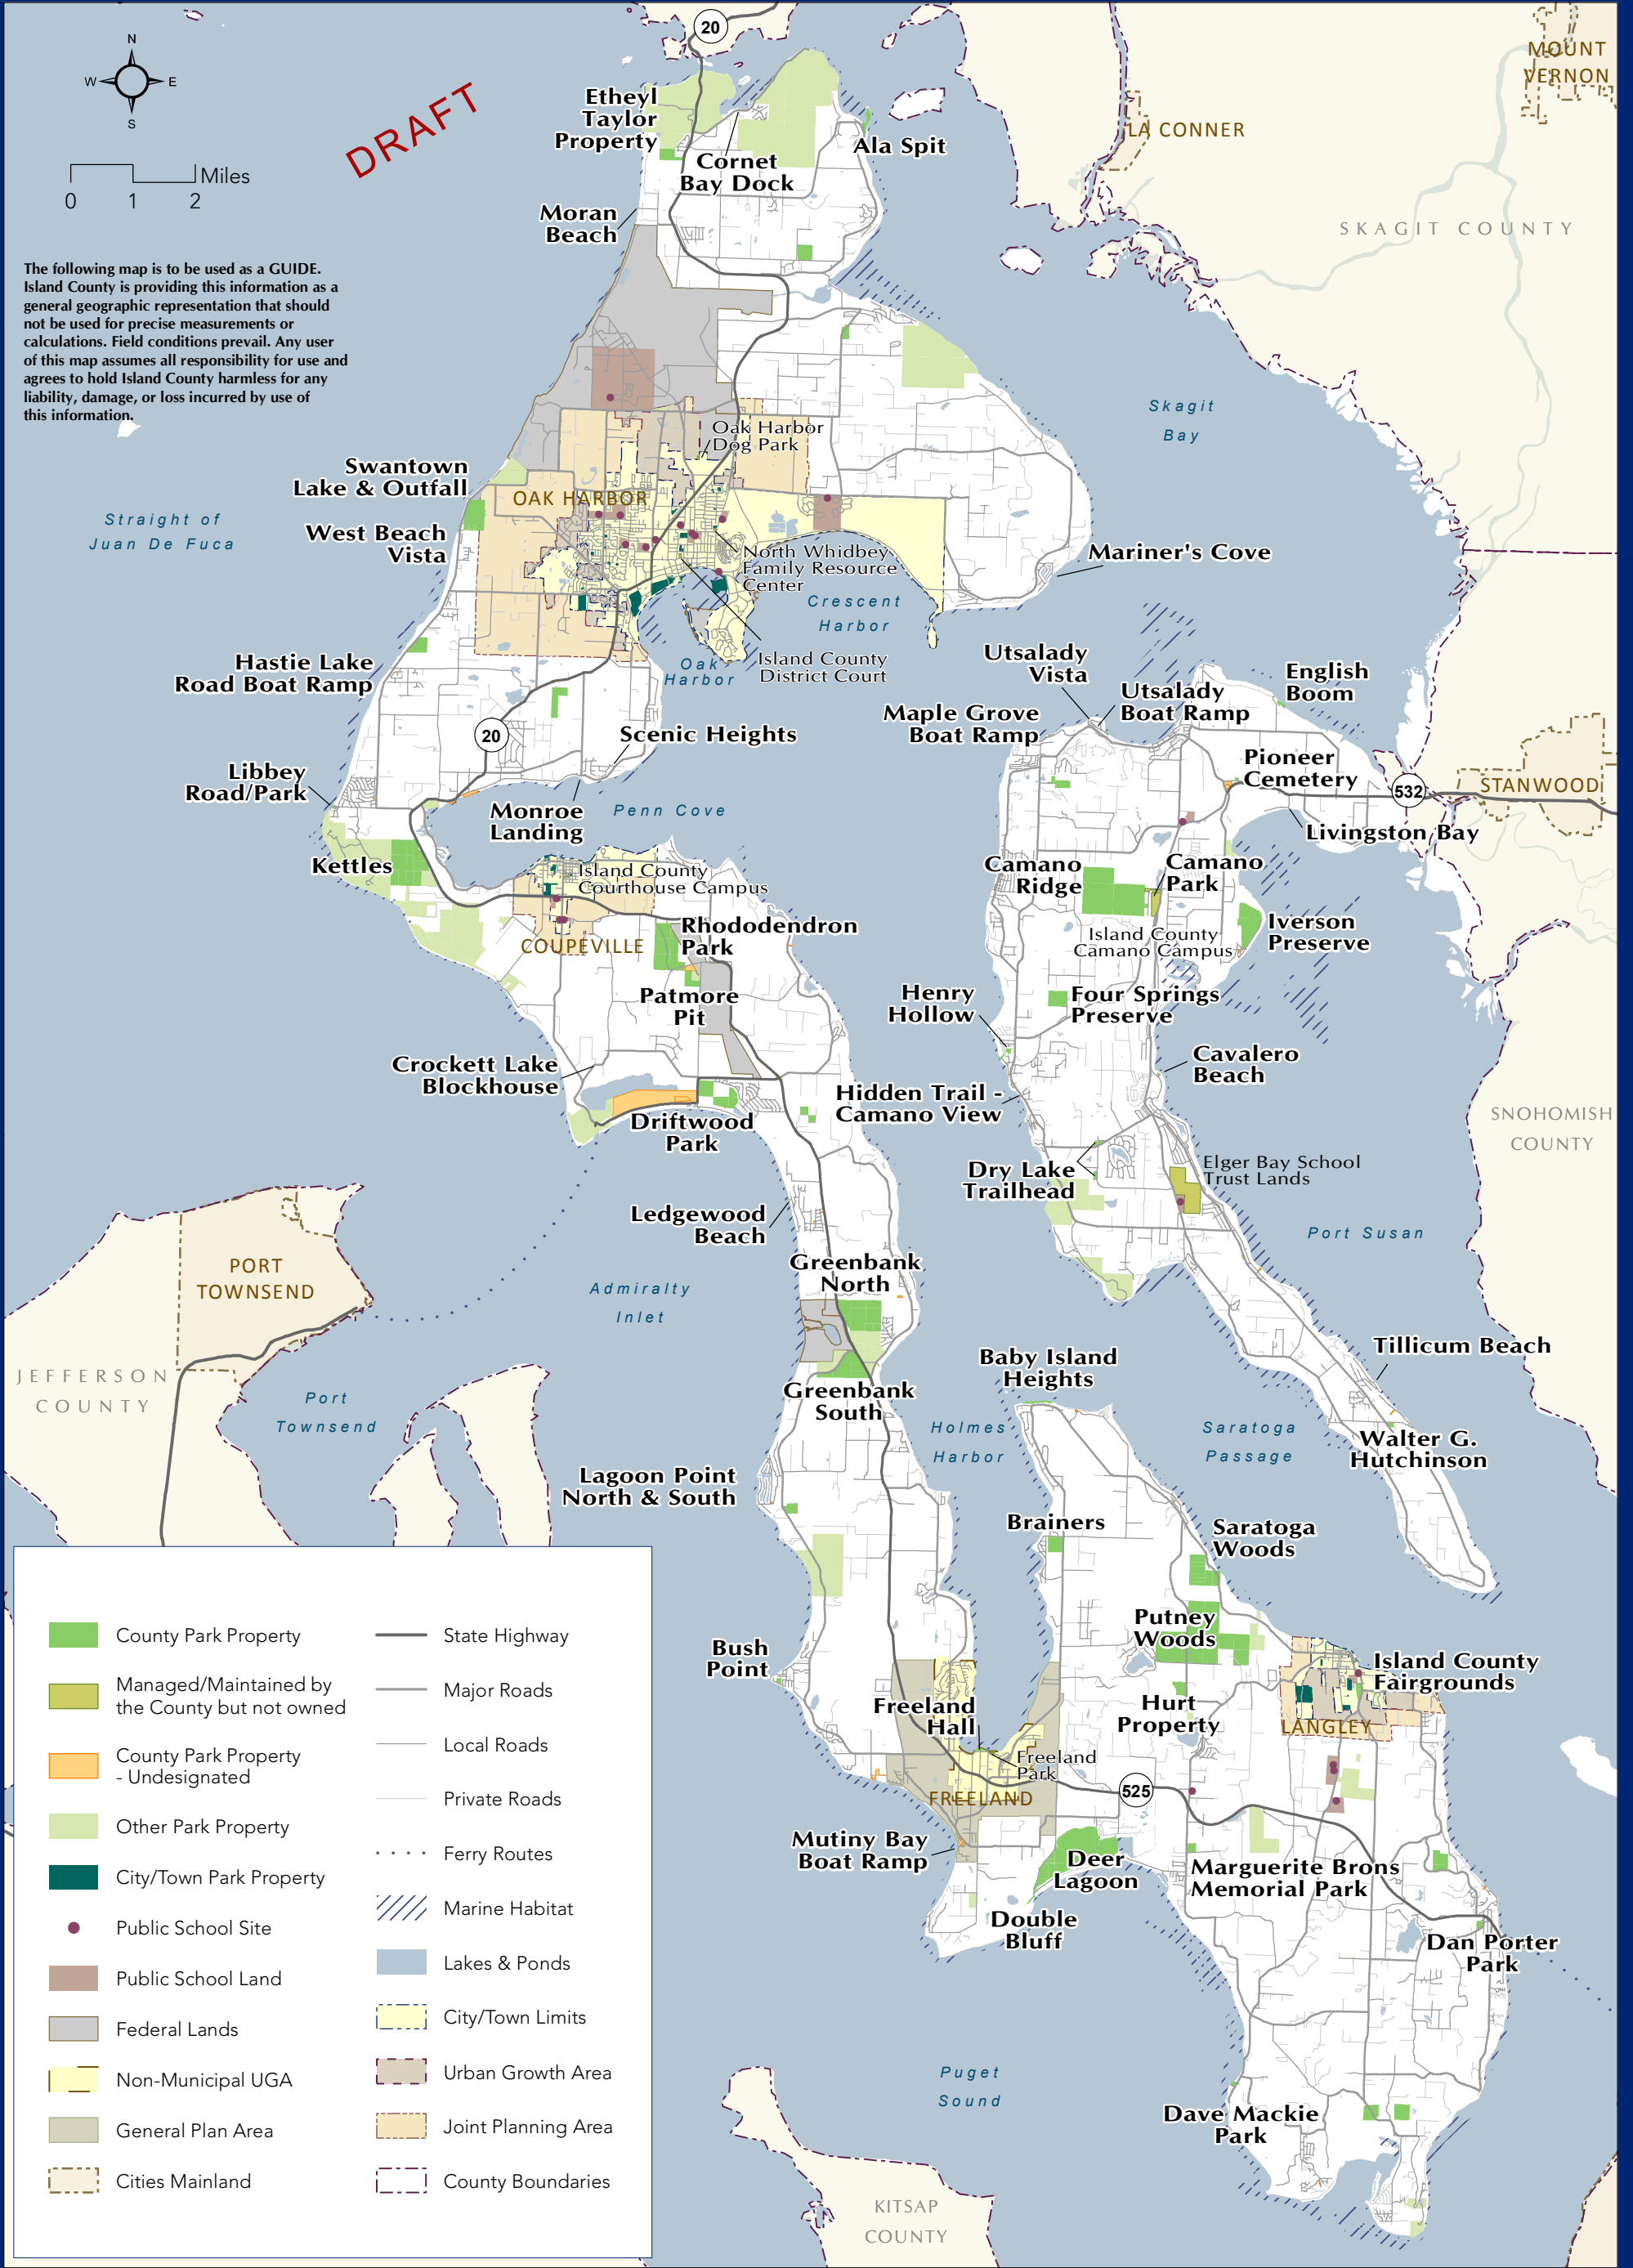 20
MOUNT
VERNON
N
W
E
S
DRAFT
Etheyl
Taylor
Property
LA CONNER
Ala Spit
Cornet
Bay Dock
Miles
0
1
2
Moran
Beach
SKAGIT COUNTY
The following map is to be used as a GUIDE.
Island County is providing this information as a
general geographic representation that should
not be used for precise measurements or
calculations. Field conditions prevail. Any user
of this map assumes all responsibility for use and
agrees to hold Island County harmless for any
liability, damage, or loss incurred by use of
this information.
Skagit
Bay
Oak Harbor
Dog Park
Swantown
Lake & Outfall
OAK HARBOR
Straight of
Juan De Fuca
West Beach
Vista
North Whidbey
Family Resource
Center
Mariner's Cove
Crescent
Harbor
Hastie Lake
Road Boat Ramp
Oak
Harbor
Island County
District Court
Utsalady
Vista
English
Boom
Utsalady
Boat Ramp
Maple Grove
Boat Ramp
20
Scenic Heights
Pioneer
Cemetery
532
STANWOOD
Libbey
Road/Park
Monroe
Landing
Penn Cove
Livingston Bay
Kettles
Island County
Courthouse Campus
Camano
Ridge
Camano
Park
COUPEVILLE
Rhododendron
Park
Island County
Camano Campus
Iverson
Preserve
Patmore
Pit
Henry
Hollow
Four Springs
Preserve
Crockett Lake
Blockhouse
Cavalero
Beach
Hidden Trail -
Camano View
Driftwood
Park
SNOHOMISH
COUNTY
Dry Lake
Trailhead
Elger Bay School
Trust Lands
Ledgewood
Beach
Port Susan
PORT
TOWNSEND
Greenbank
North
Admiralty
Inlet
JEFFERSON
COUNTY
Tillicum Beach
Baby Island
Heights
Port
Townsend
Greenbank
South
Holmes
Harbor
Saratoga
Passage
Walter G.
Hutchinson
Lagoon Point
North & South
Brainers
Saratoga
Woods
Putney
Woods
Bush
Point
Island County
Fairgrounds
Freeland
Hall
Hurt
Property
LANGLEY
Freeland
Park
FREELAND
525
Mutiny Bay
Boat Ramp
Deer
Lagoon
Marguerite Brons
Memorial Park
Double
Bluff
Dan Porter
Park
Puget
Sound
Dave Mackie
Park
KITSAP
COUNTY
County Park Property
Managed/Maintained by
the County but not owned
County Park Property
- Undesignated
Other Park Property
City/Town Park Property
Public School Site
Public School Land
Federal Lands
Non-Municipal UGA
General Plan Area
Cities Mainland
State Highway
Major Roads
Local Roads
Private Roads
Ferry Routes
Marine Habitat
Lakes & Ponds
City/Town Limits
Urban Growth Area
Joint Planning Area
County Boundaries